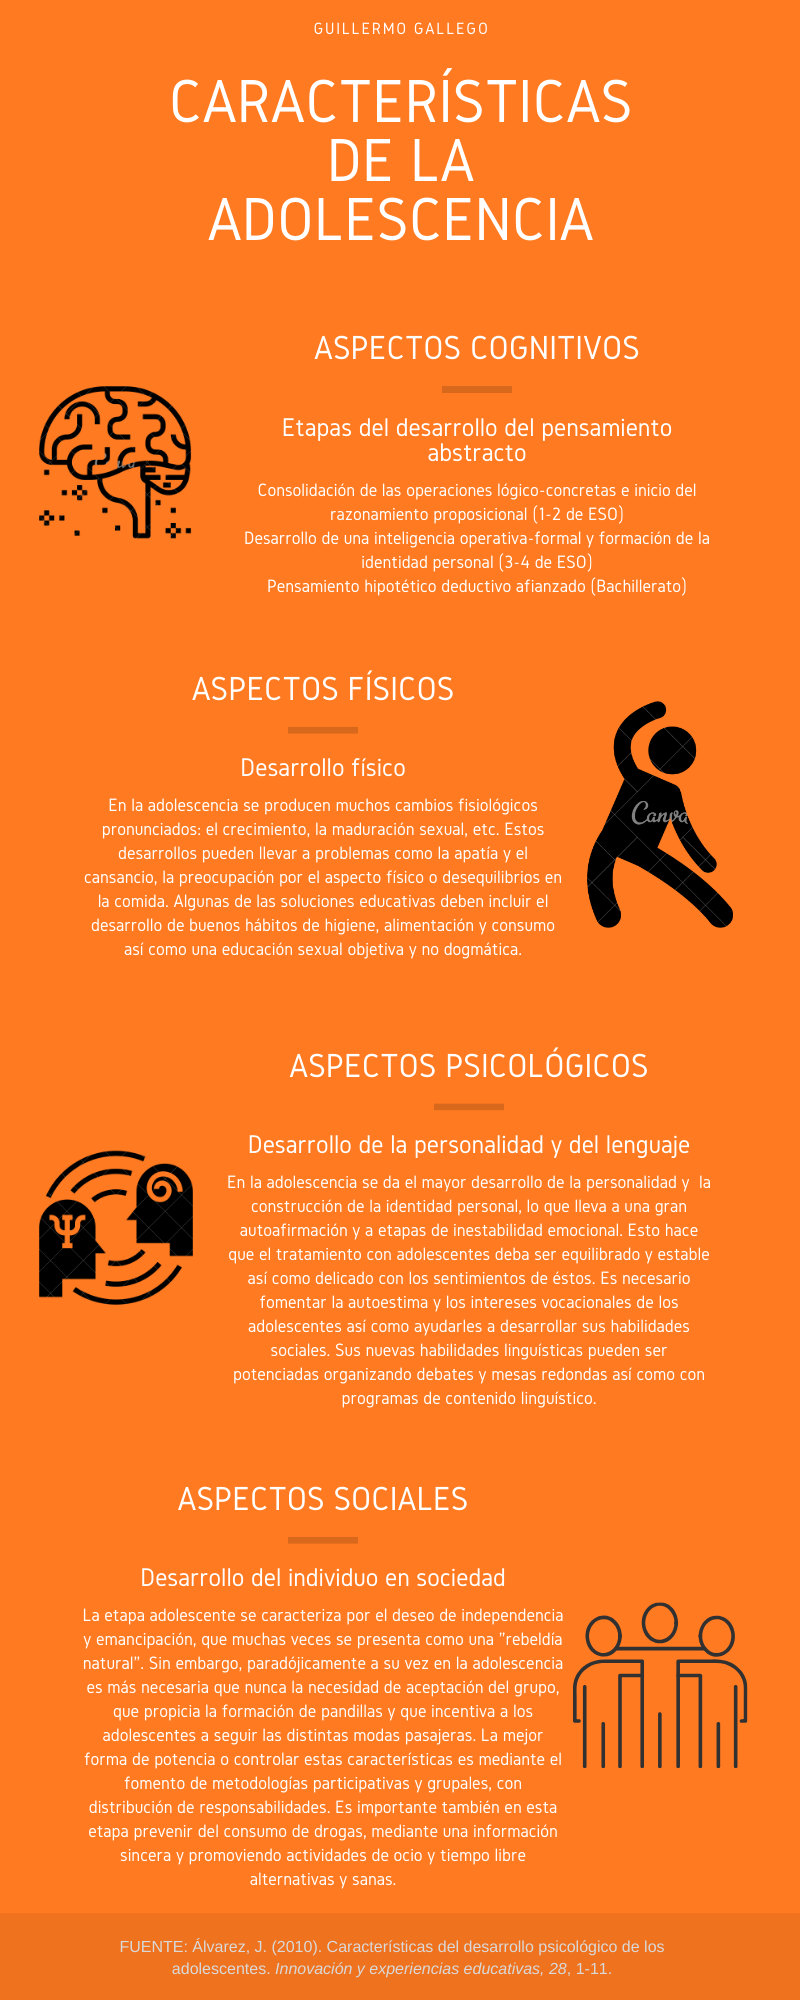 GUILLERMO GALLEGO
CARACTERÍSTICAS
DE LA
ADOLESCENCIA
ASPECTOS COGNITIVOS
Etapas del desarrollo del pensamiento
abstracto
Consolidación de las operaciones lógico-concretas e inicio del
razonamiento proposicional (1-2 de ESO)
Desarrollo de una inteligencia operativa-formal y formación de la
identidad personal (3-4 de ESO)
Pensamiento hipotético deductivo afianzado (Bachillerato)
ASPECTOS FÍSICOS
Desarrollo físico
En la adolescencia se producen muchos cambios fisiológicos
pronunciados: el crecimiento, la maduración sexual, etc. Estos
desarrollos pueden llevar a problemas como la apatía y el
cansancio, la preocupación por el aspecto físico o desequilibrios en
la comida. Algunas de las soluciones educativas deben incluir el
desarrollo de buenos hábitos de higiene, alimentación y consumo
así como una educación sexual objetiva y no dogmática.
Canva
ASPECTOS PSICOLÓGICOS
Desarrollo de la personalidad y del lenguaje
En la adolescencia se da el mayor desarrollo de la personalidad y  la
construcción de la identidad personal, lo que lleva a una gran
autoafirmación y a etapas de inestabilidad emocional. Esto hace
que el tratamiento con adolescentes deba ser equilibrado y estable
así como delicado con los sentimientos de éstos. Es necesario
fomentar la autoestima y los intereses vocacionales de los
adolescentes así como ayudarles a desarrollar sus habilidades
sociales. Sus nuevas habilidades linguísticas pueden ser
potenciadas organizando debates y mesas redondas así como con
programas de contenido linguístico.
Ψ
ASPECTOS SOCIALES
Desarrollo del individuo en sociedad
La etapa adolescente se caracteriza por el deseo de independencia
y emancipación, que muchas veces se presenta como una "rebeldía
natural". Sin embargo, paradójicamente a su vez en la adolescencia
es más necesaria que nunca la necesidad de aceptación del grupo,
que propicia la formación de pandillas y que incentiva a los
adolescentes a seguir las distintas modas pasajeras. La mejor
forma de potencia o controlar estas características es mediante el
fomento de metodologías participativas y grupales, con
distribución de responsabilidades. Es importante también en esta
etapa prevenir del consumo de drogas, mediante una información
sincera y promoviendo actividades de ocio y tiempo libre
alternativas y sanas.
FUENTE: Álvarez, J. (2010). Características del desarrollo psicológico de los
adolescentes. Innovación y experiencias educativas, 28, 1-11.